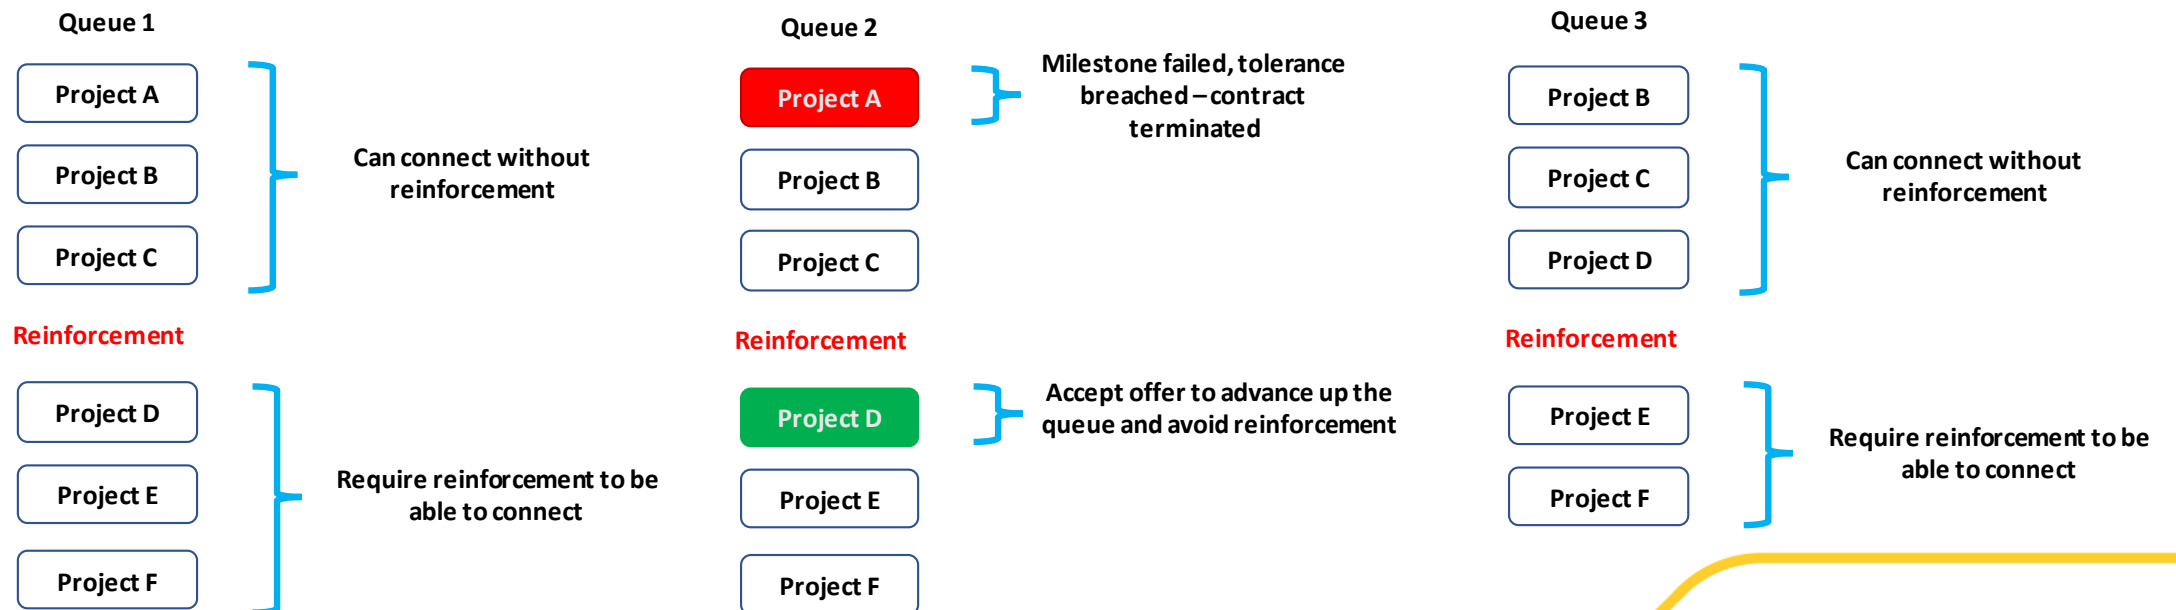 Queue 1
Project A
Project B
Project C
Can connect without
reinforcement
Reinforcement
Project D
Project E
Project F
Require reinforcement to be
able to connect
Queue 2
Project A
Milestone failed, tolerance
breached – contract
terminated
Project B
Project C
Reinforcement
Project D
Accept offer to advance up the
queue and avoid reinforcement
Project E
Project F
Queue 3
Project B
Project C
Project D
Can connect without
reinforcement
Reinforcement
Project E
Project F
Require reinforcement to be
able to connect